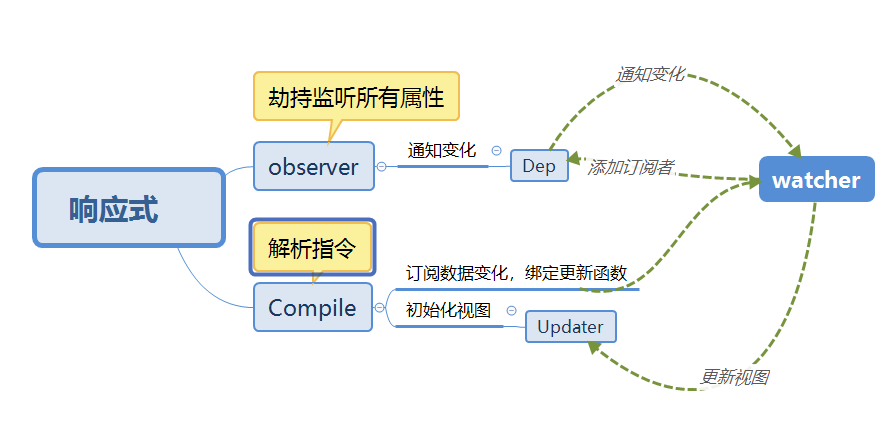 响应式
劫持监听所有属性
observer
通知变化
Dep
通知变化
添加订阅者
watcher
解析指令
Compile
订阅数据变化，绑定更新函数
初始化视图
Updater
更新视图